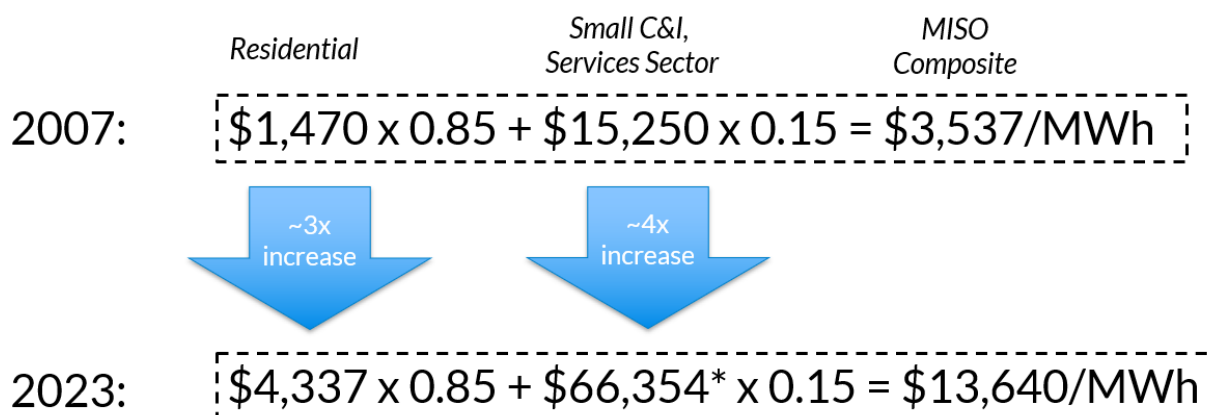 Residential
Small C&I,
Services Sector
MISO
Composite
2007: $1,470 x 0.85 + $15,250 x 0.15 = $3,537/MWh
~3x
increase
~4x
increase
2023: $4,337 x 0.85 + $66,354* x 0.15 = $13,640/MWh